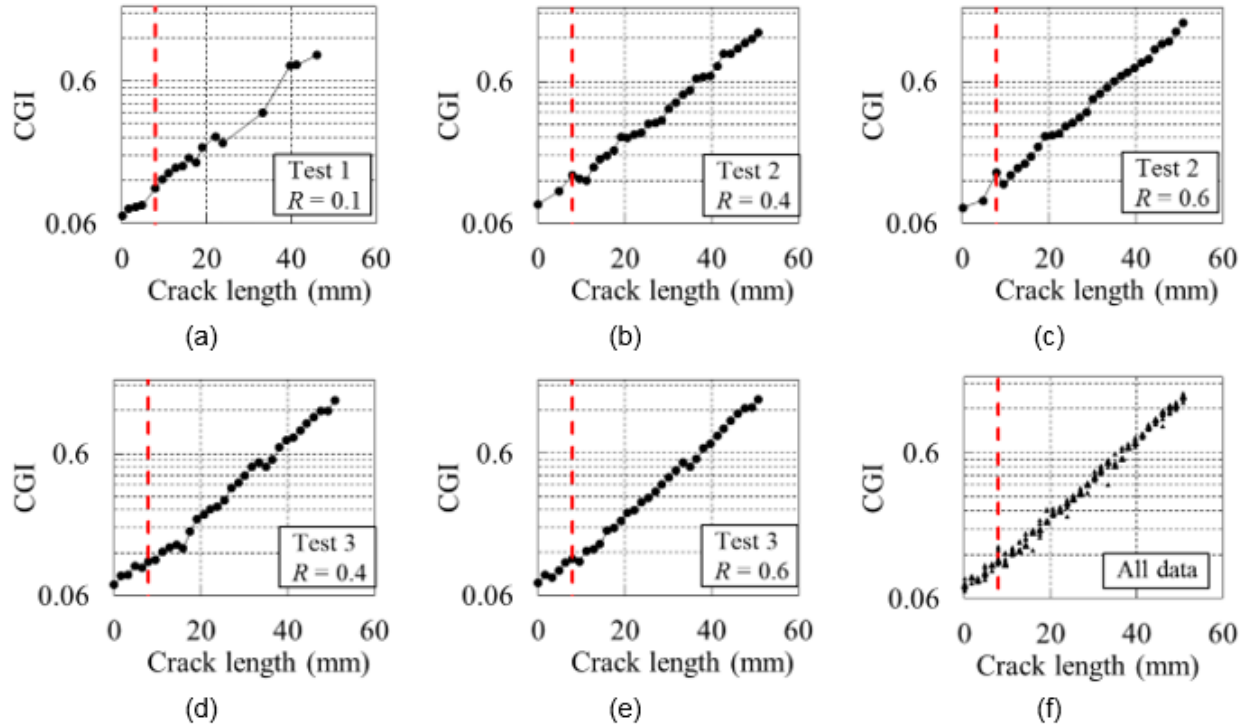 CGI
0.6
0.06
0 20 40 60
Crack length (mm)
Test 1
R = 0.1
(a)
CGI
0.6
0.06
0 20 40 60
Crack length (mm)
Test 2
R = 0.4
(b)
CGI
0.6
0.06
0 20 40 60
Crack length (mm)
Test 2
R = 0.6
(c)
CGI
0.6
0.06
0 20 40 60
Crack length (mm)
Test 3
R = 0.4
(d)
CGI
0.6
0.06
0 20 40 60
Crack length (mm)
Test 3
R = 0.6
(e)
CGI
0.6
0.06
0 20 40 60
Crack length (mm)
All data
(f)